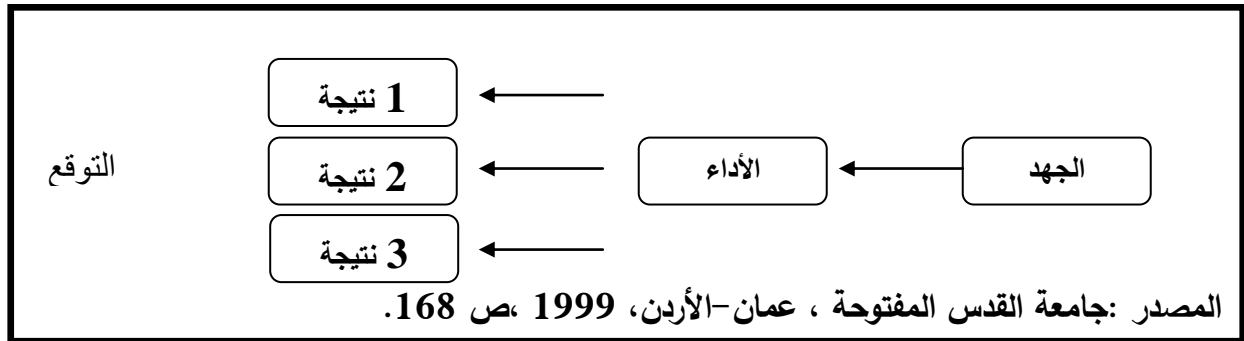 نتيجة 1
الجهد
الأداء
نتيجة 2
التوقع
نتيجة 3
المصدر :جامعة القدس المفتوحة ، عمان-الأردن، 1999 ،ص 168.